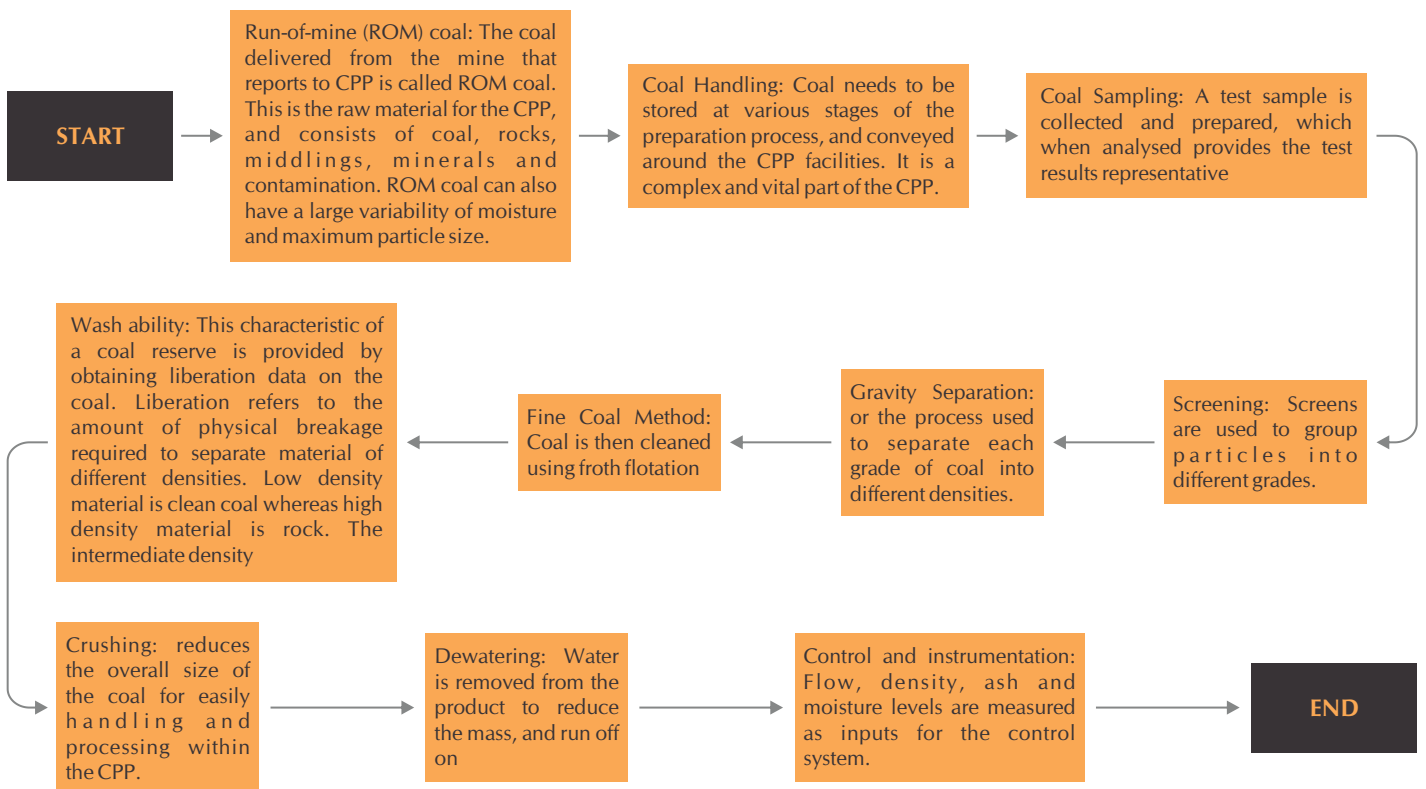 START
Run-of-mine (ROM) coal: The coal
delivered from the mine that
reports to CPP is called ROM coal.
This is the raw material for the CPP,
and consists of coal, rocks,
middlings, minerals and
contamination. ROM coal can also
have a large variability of moisture
and maximum particle size.
Coal Handling: Coal needs to be
stored at various stages of the
preparation process, and conveyed
around the CPP facilities. It is a
complex and vital part of the CPP.
Coal Sampling: A test sample is
collected and prepared, which
when analysed provides the test
results representative
Screening: Screens
are used to group
particles into
different grades.
Gravity Separation:
or the process used
to separate each
grade of coal into
different densities.
Fine Coal Method:
Coal is then cleaned
using froth flotation
Wash ability: This characteristic of
a coal reserve is provided by
obtaining liberation data on the
coal. Liberation refers to the
amount of physical breakage
required to separate material of
different densities. Low density
material is clean coal whereas high
density material is rock. The
intermediate density
Crushing: reduces
the overall size of
the coal for easily
handling and
processing within
the CPP.
Dewatering: Water
is removed from the
product to reduce
the mass, and run off
on
Control and instrumentation:
Flow, density, ash and
moisture levels are measured
as inputs for the control
system.
END